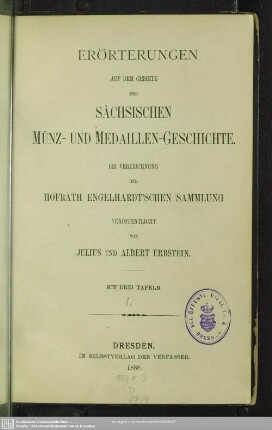 ERÖRTERUNGEN
AUF DEM GEBIETE
DER
SÄCHSISCHEN
MÜNZ- UND MEDAILLEN-GESCHICHTE.
BEI VERZEICHNUNG
DER
HOFRATH ENGELHARDT'SCHEN SAMMLUNG
VERÖFFENTLICHT
VON
JULIUS UND ALBERT ERBSTEIN.
MIT DREI TAFELN
I.
DRESDEN.
IM SELBSTVERLAG DER VERFASSER.
1888.